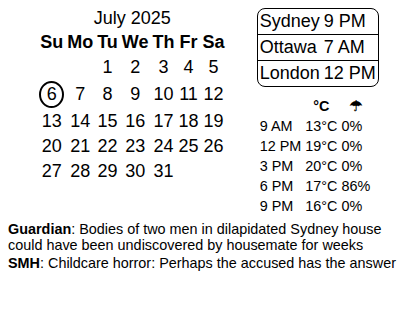 July 2025
Su Mo Tu We Th Fr Sa
1 2 3 4 5
6 7 8 9 10 11 12
13 14 15 16 17 18 19
20 21 22 23 24 25 26
27 28 29 30 31
Sydney 9 PM
Ottawa 7 AM
London 12 PM
°C ☂
9 AM 13°C 0%
12 PM 19°C 0%
3 PM 20°C 0%
6 PM 17°C 86%
9 PM 16°C 0%
Guardian: Bodies of two men in dilapidated Sydney house
could have been undiscovered by housemate for weeks
SMH: Childcare horror: Perhaps the accused has the answer